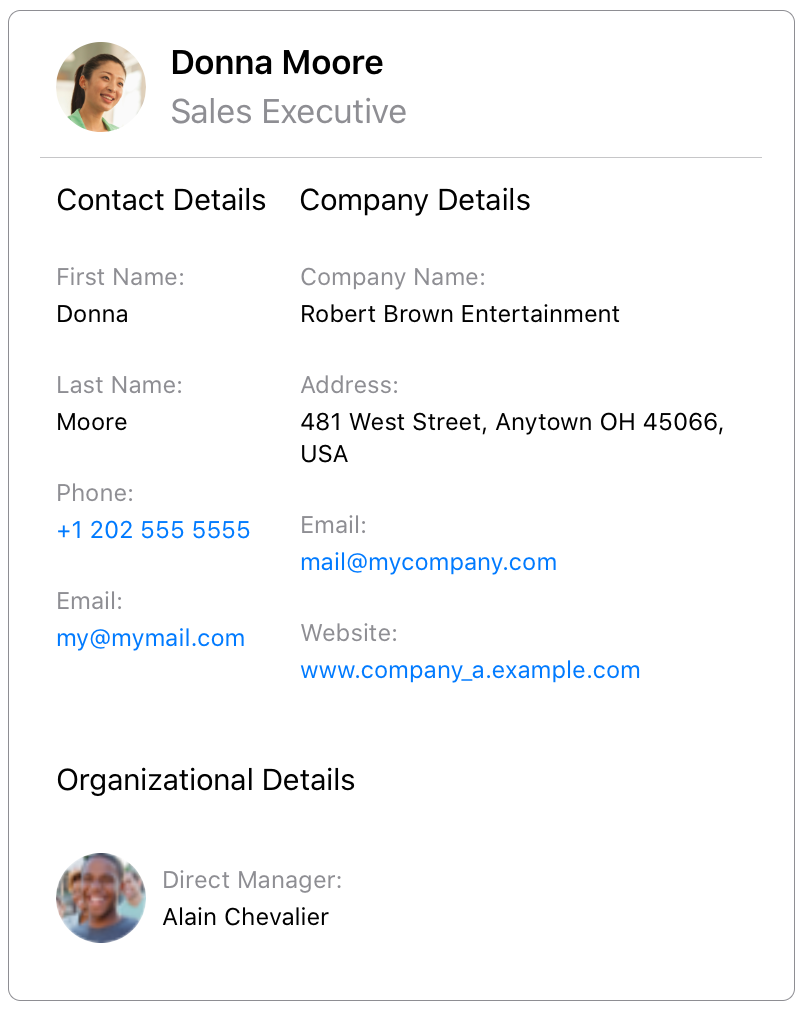 Donna Moore
Sales Executive
Contact Details
First Name:
Donna
Last Name:
Moore
Phone:
+1 202 555 5555
Email:
my@mymail.com
Company Details
Company Name:
Robert Brown Entertainment
Address:
481 West Street, Anytown OH 45066,
USA
Email:
mail@mycompany.com
Website:
www.company_a.example.com
Organizational Details
Direct Manager:
Alain Chevalier